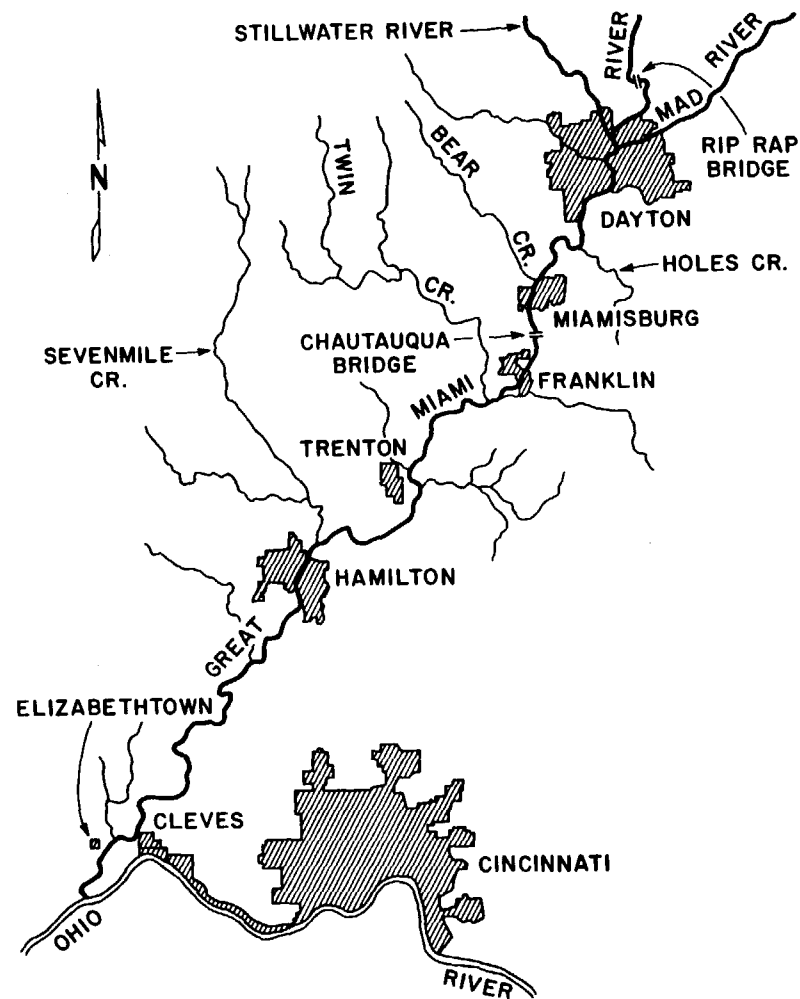 STILLWATER RIVER
RIVER
MAD RIVER
RIP RAP
BRIDGE
N
TWIN
CR.
BEAR
CR.
DAYTON
HOLES CR.
MIAMISBURG
CHAUTAUQUA
BRIDGE
SEVENMILE
CR.
FRANKLIN
MIAMI
TRENTON
HAMILTON
GREAT
ELIZABETHTOWN
CLEVES
CINCINNATI
OHIO
RIVER